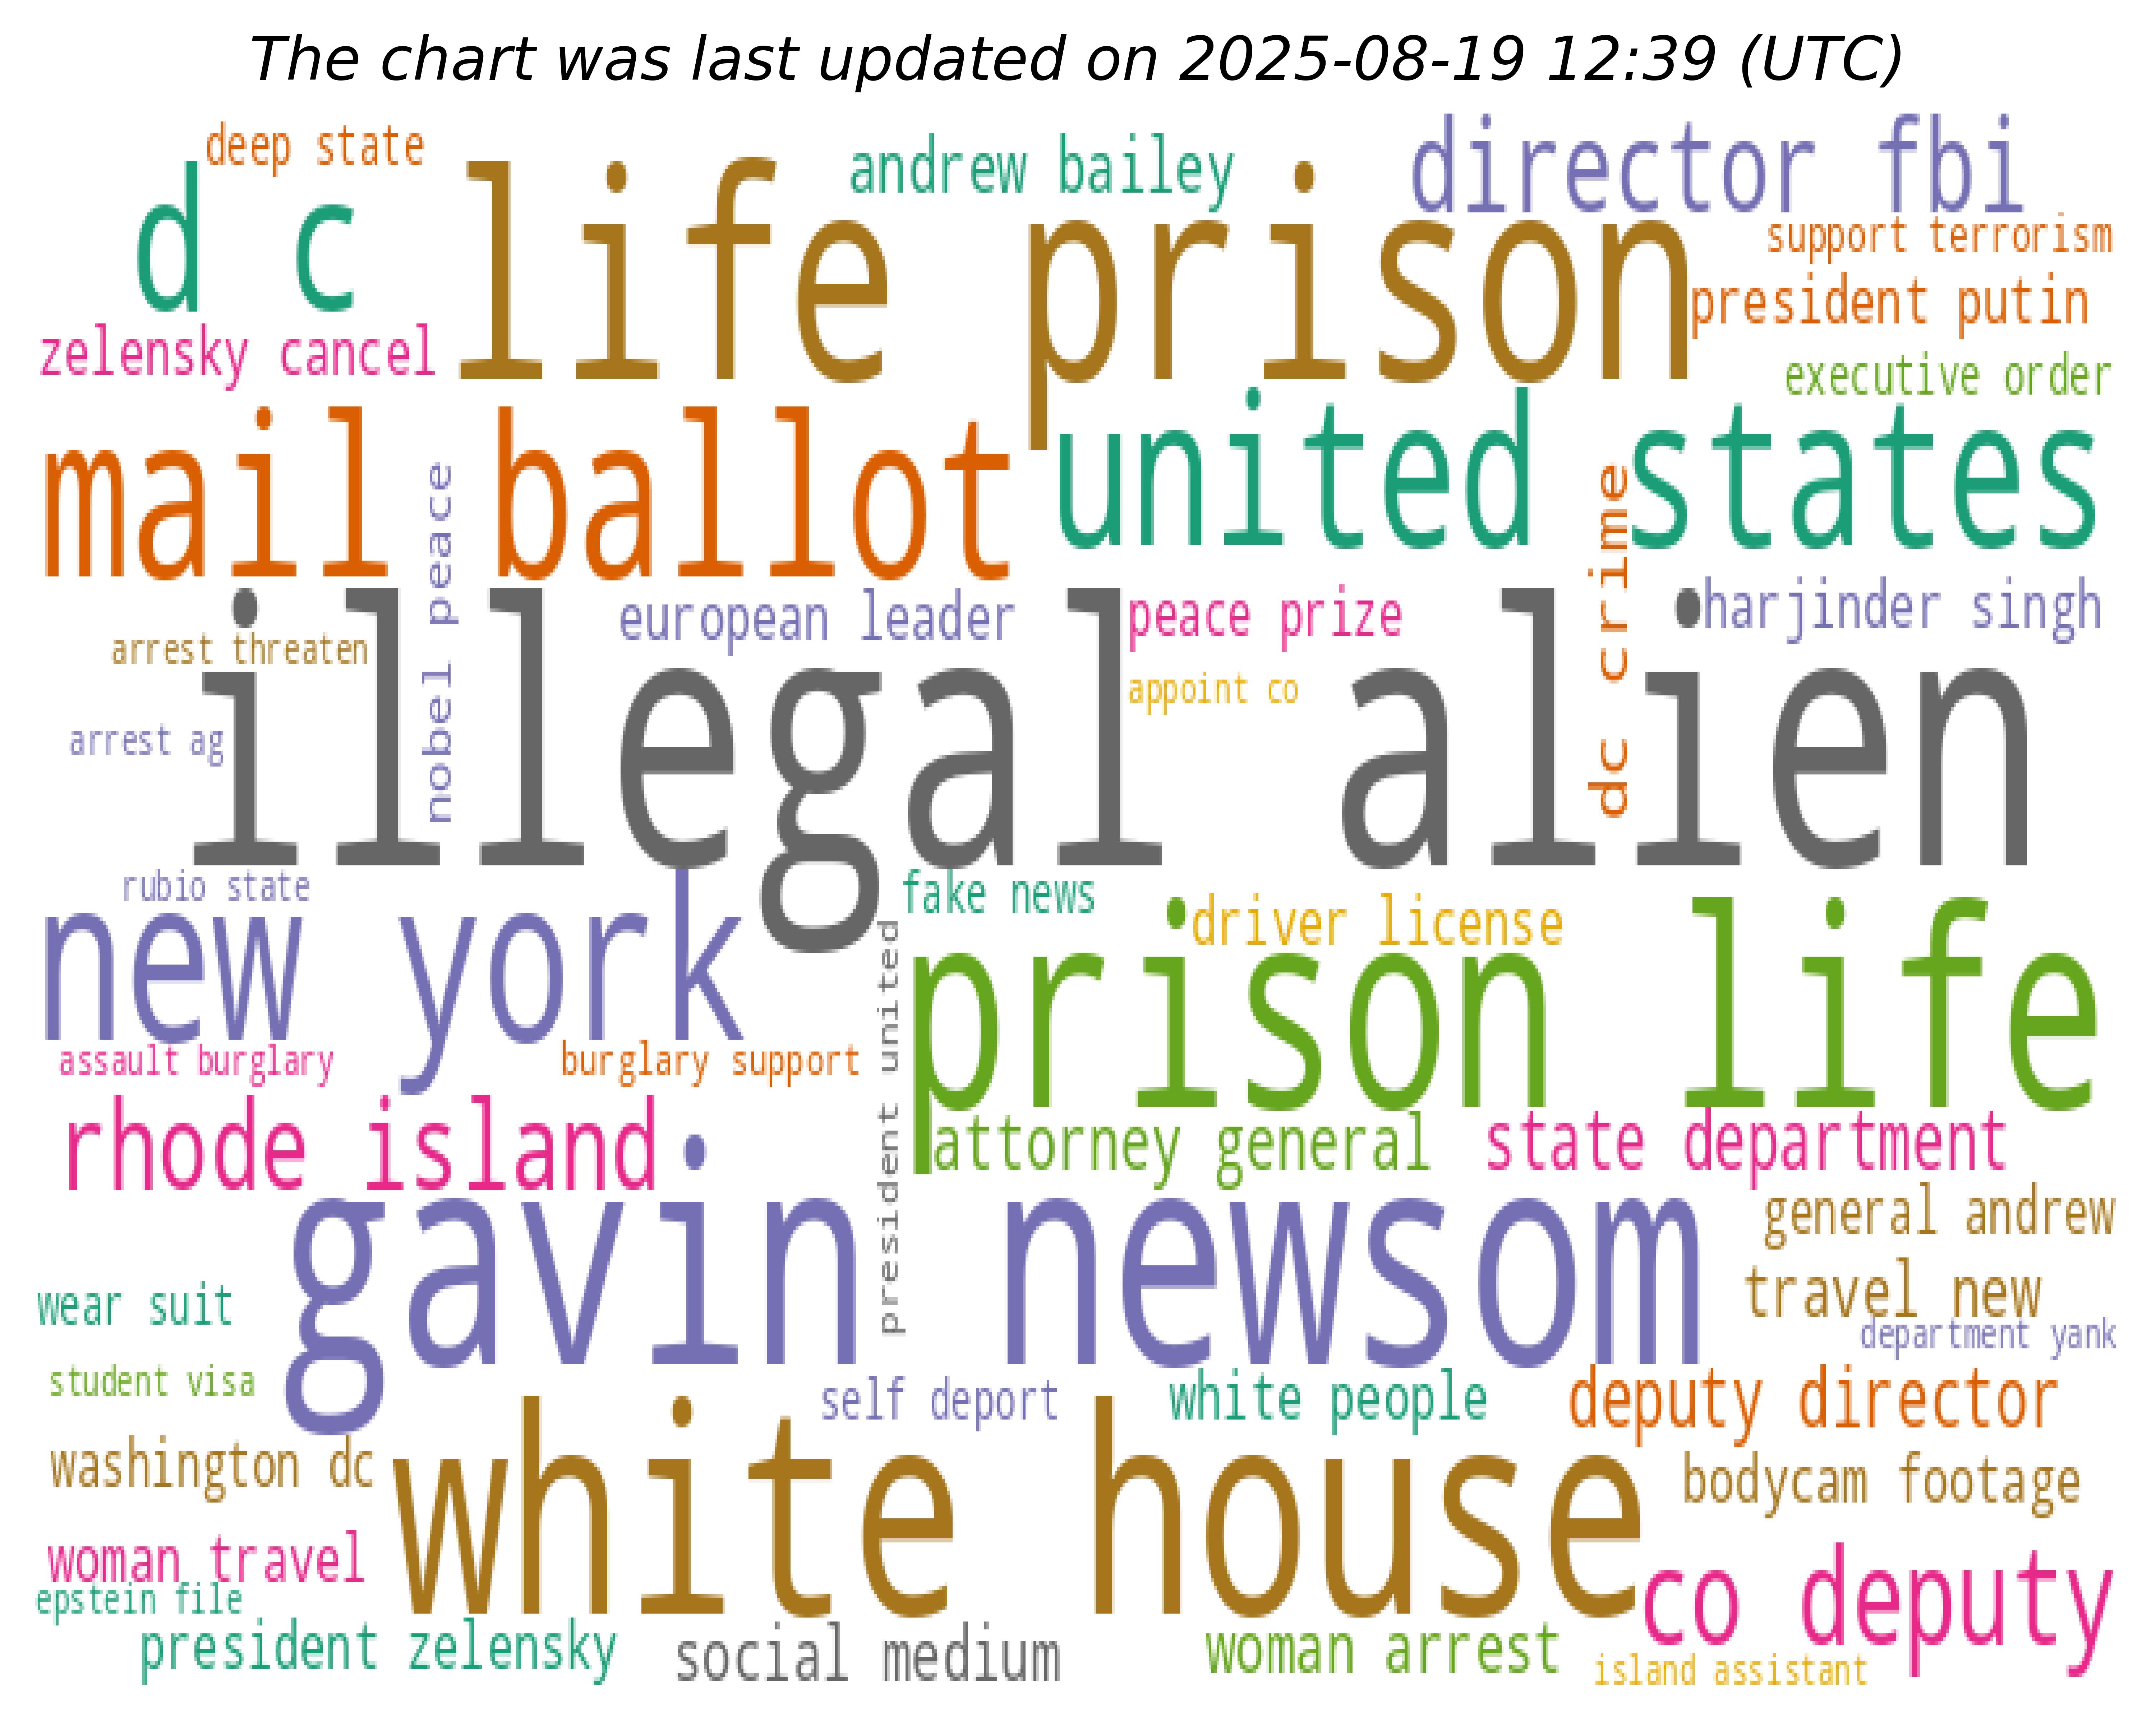 The chart was last updated on 2025-08-19 12:39 (UTC)
deep state
andrew bailey
director fbi
d c
life prison
support terrorism
president putin
zelensky cancel
executive order
mail ballot
united states
nobel peace
dc crime
european leader
peace prize
harjinder singh
arrest threaten
appoint co
illegal alien
arrest ag
rubio state
fake news
driver license
new york
prison life
president united
assault burglary
burglary support
rhode island
attorney general
state department
general andrew
gavin newsom
wear suit
travel new
department yank
student visa
self deport
white people
deputy director
washington dc
white house
bodycam footage
woman travel
epstein file
co deputy
president zelensky
social medium
woman arrest
island assistant